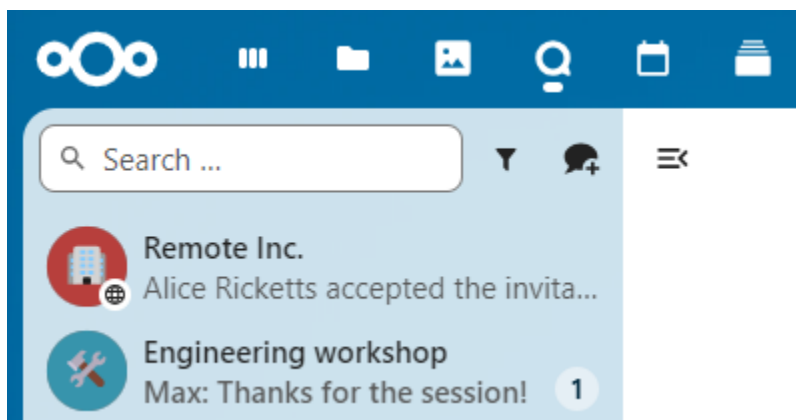 Search ...
Remote Inc.
Alice Ricketts accepted the invita...
Engineering workshop
Max: Thanks for the session!
1